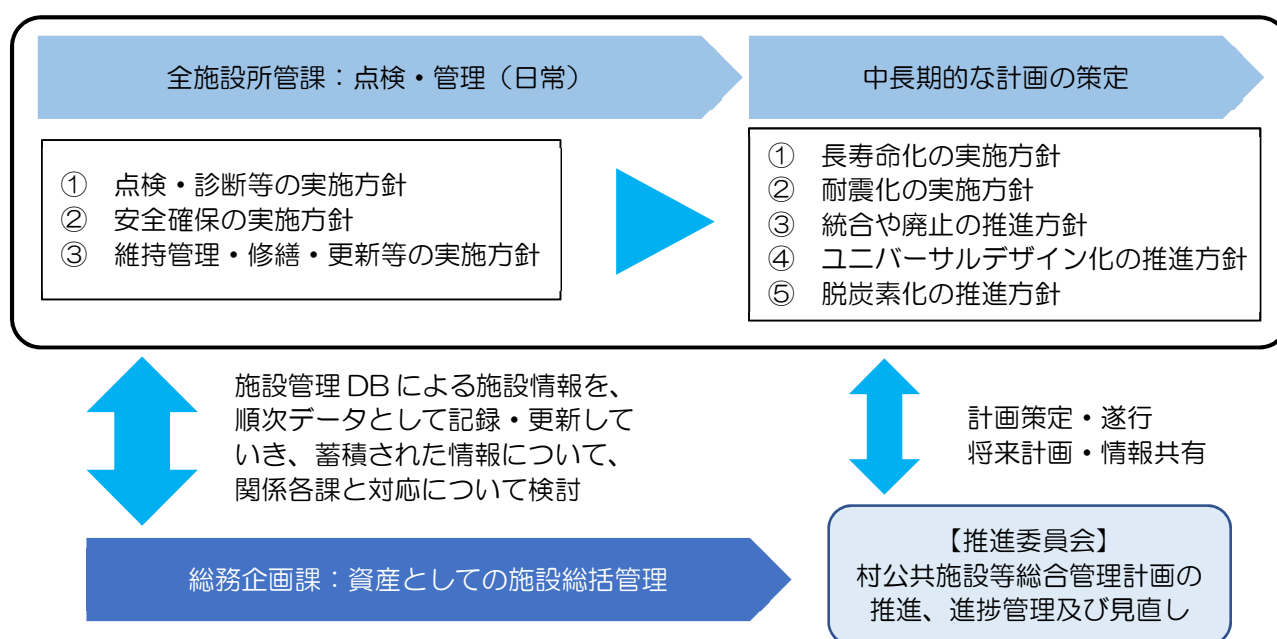 全施設所管課：点検・管理（日常）
中長期的な計画の策定
① 点検・診断等の実施方針
② 安全確保の実施方針
③ 維持管理・修繕・更新等の実施方針
① 長寿命化の実施方針
② 耐震化の実施方針
③ 統合や廃止の推進方針
④ ユニバーサルデザイン化の推進方針
⑤ 脱炭素化の推進方針
施設管理 DB による施設情報を、
順次データとして記録・更新して
いき、蓄積された情報について、
関係各課と対応について検討
計画策定・遂行
将来計画・情報共有
総務企画課：資産としての施設総括管理
【推進委員会】
村公共施設等総合管理計画の
推進、進捗管理及び見直し